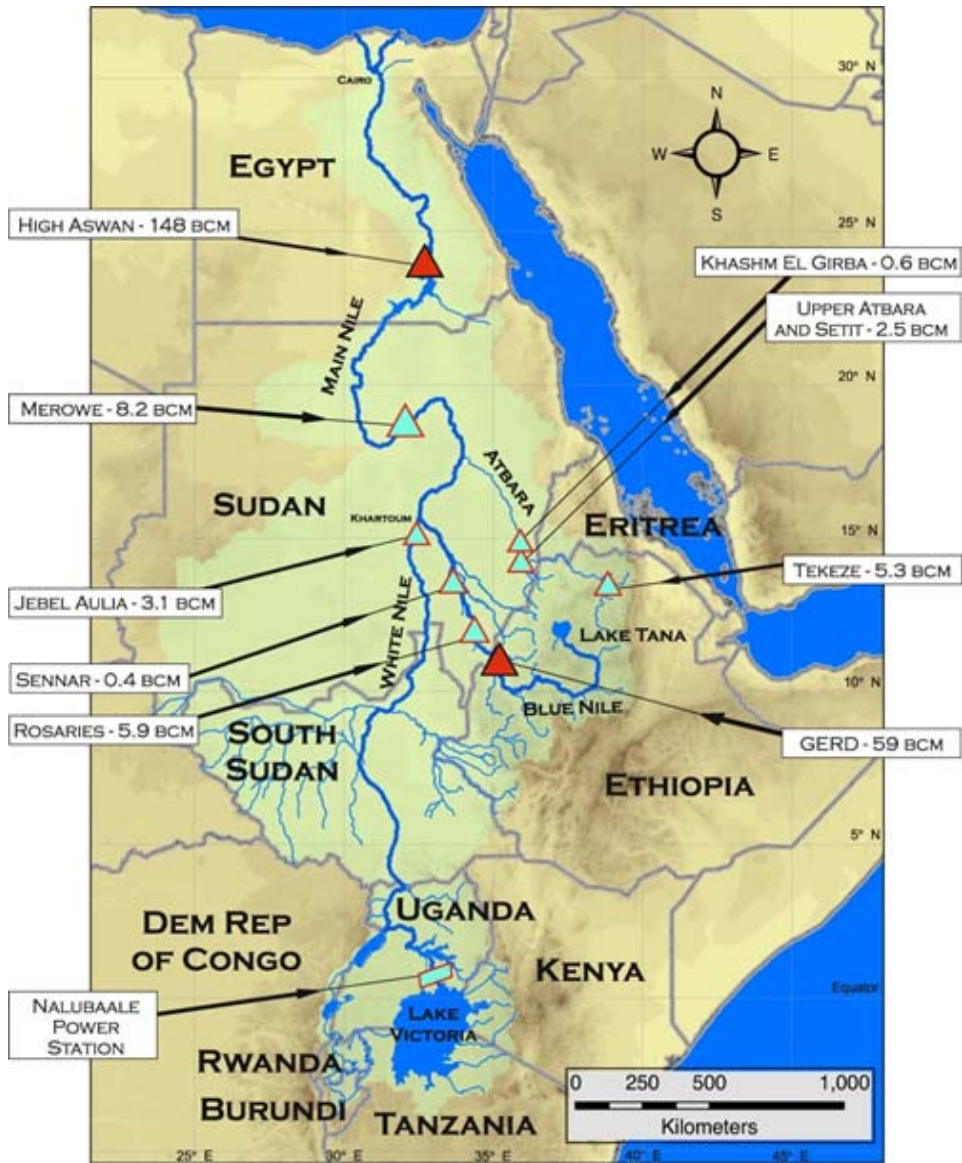 30° N
CAIRO
N
W E
S
EGYPT
HIGH ASWAN - 148 BCM
25° N
KHASHM EL GIRBA - 0.6 BCM
UPPER ATBARA
AND SETIT - 2.5 BCM
MAIN NILE
20° N
MEROWE - 8.2 BCM
ATBARA
SUDAN
KHARTOUM
ERITREA
15° N
TEKEZE - 5.3 BCM
JEBEL AULIA - 3.1 BCM
WHITE NILE
LAKE TANA
SENNAR - 0.4 BCM
10° N
BLUE NILE
ROSARIES - 5.9 BCM
SOUTH
SUDAN
GERD - 59 BCM
ETHIOPIA
5° N
UGANDA
DEM REP
OF CONGO
KENYA
Equator
NALUBAALE
POWER
STATION
LAKE
VICTORIA
RWANDA
BURUNDI
TANZANIA
0 250 500 1,000
Kilometers
25° E 30° E 35° E 40° E 45° E